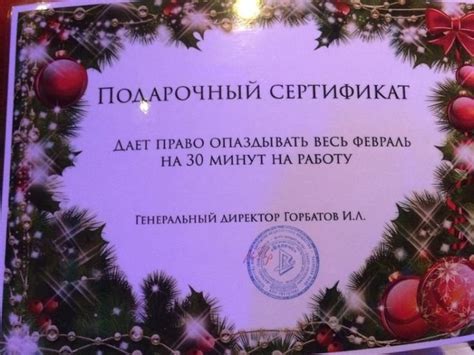 Подарочный сертификат
Дает право опаздывать весь февраль
на 30 минут на работу
Генеральный директор Горбатов И.Л.